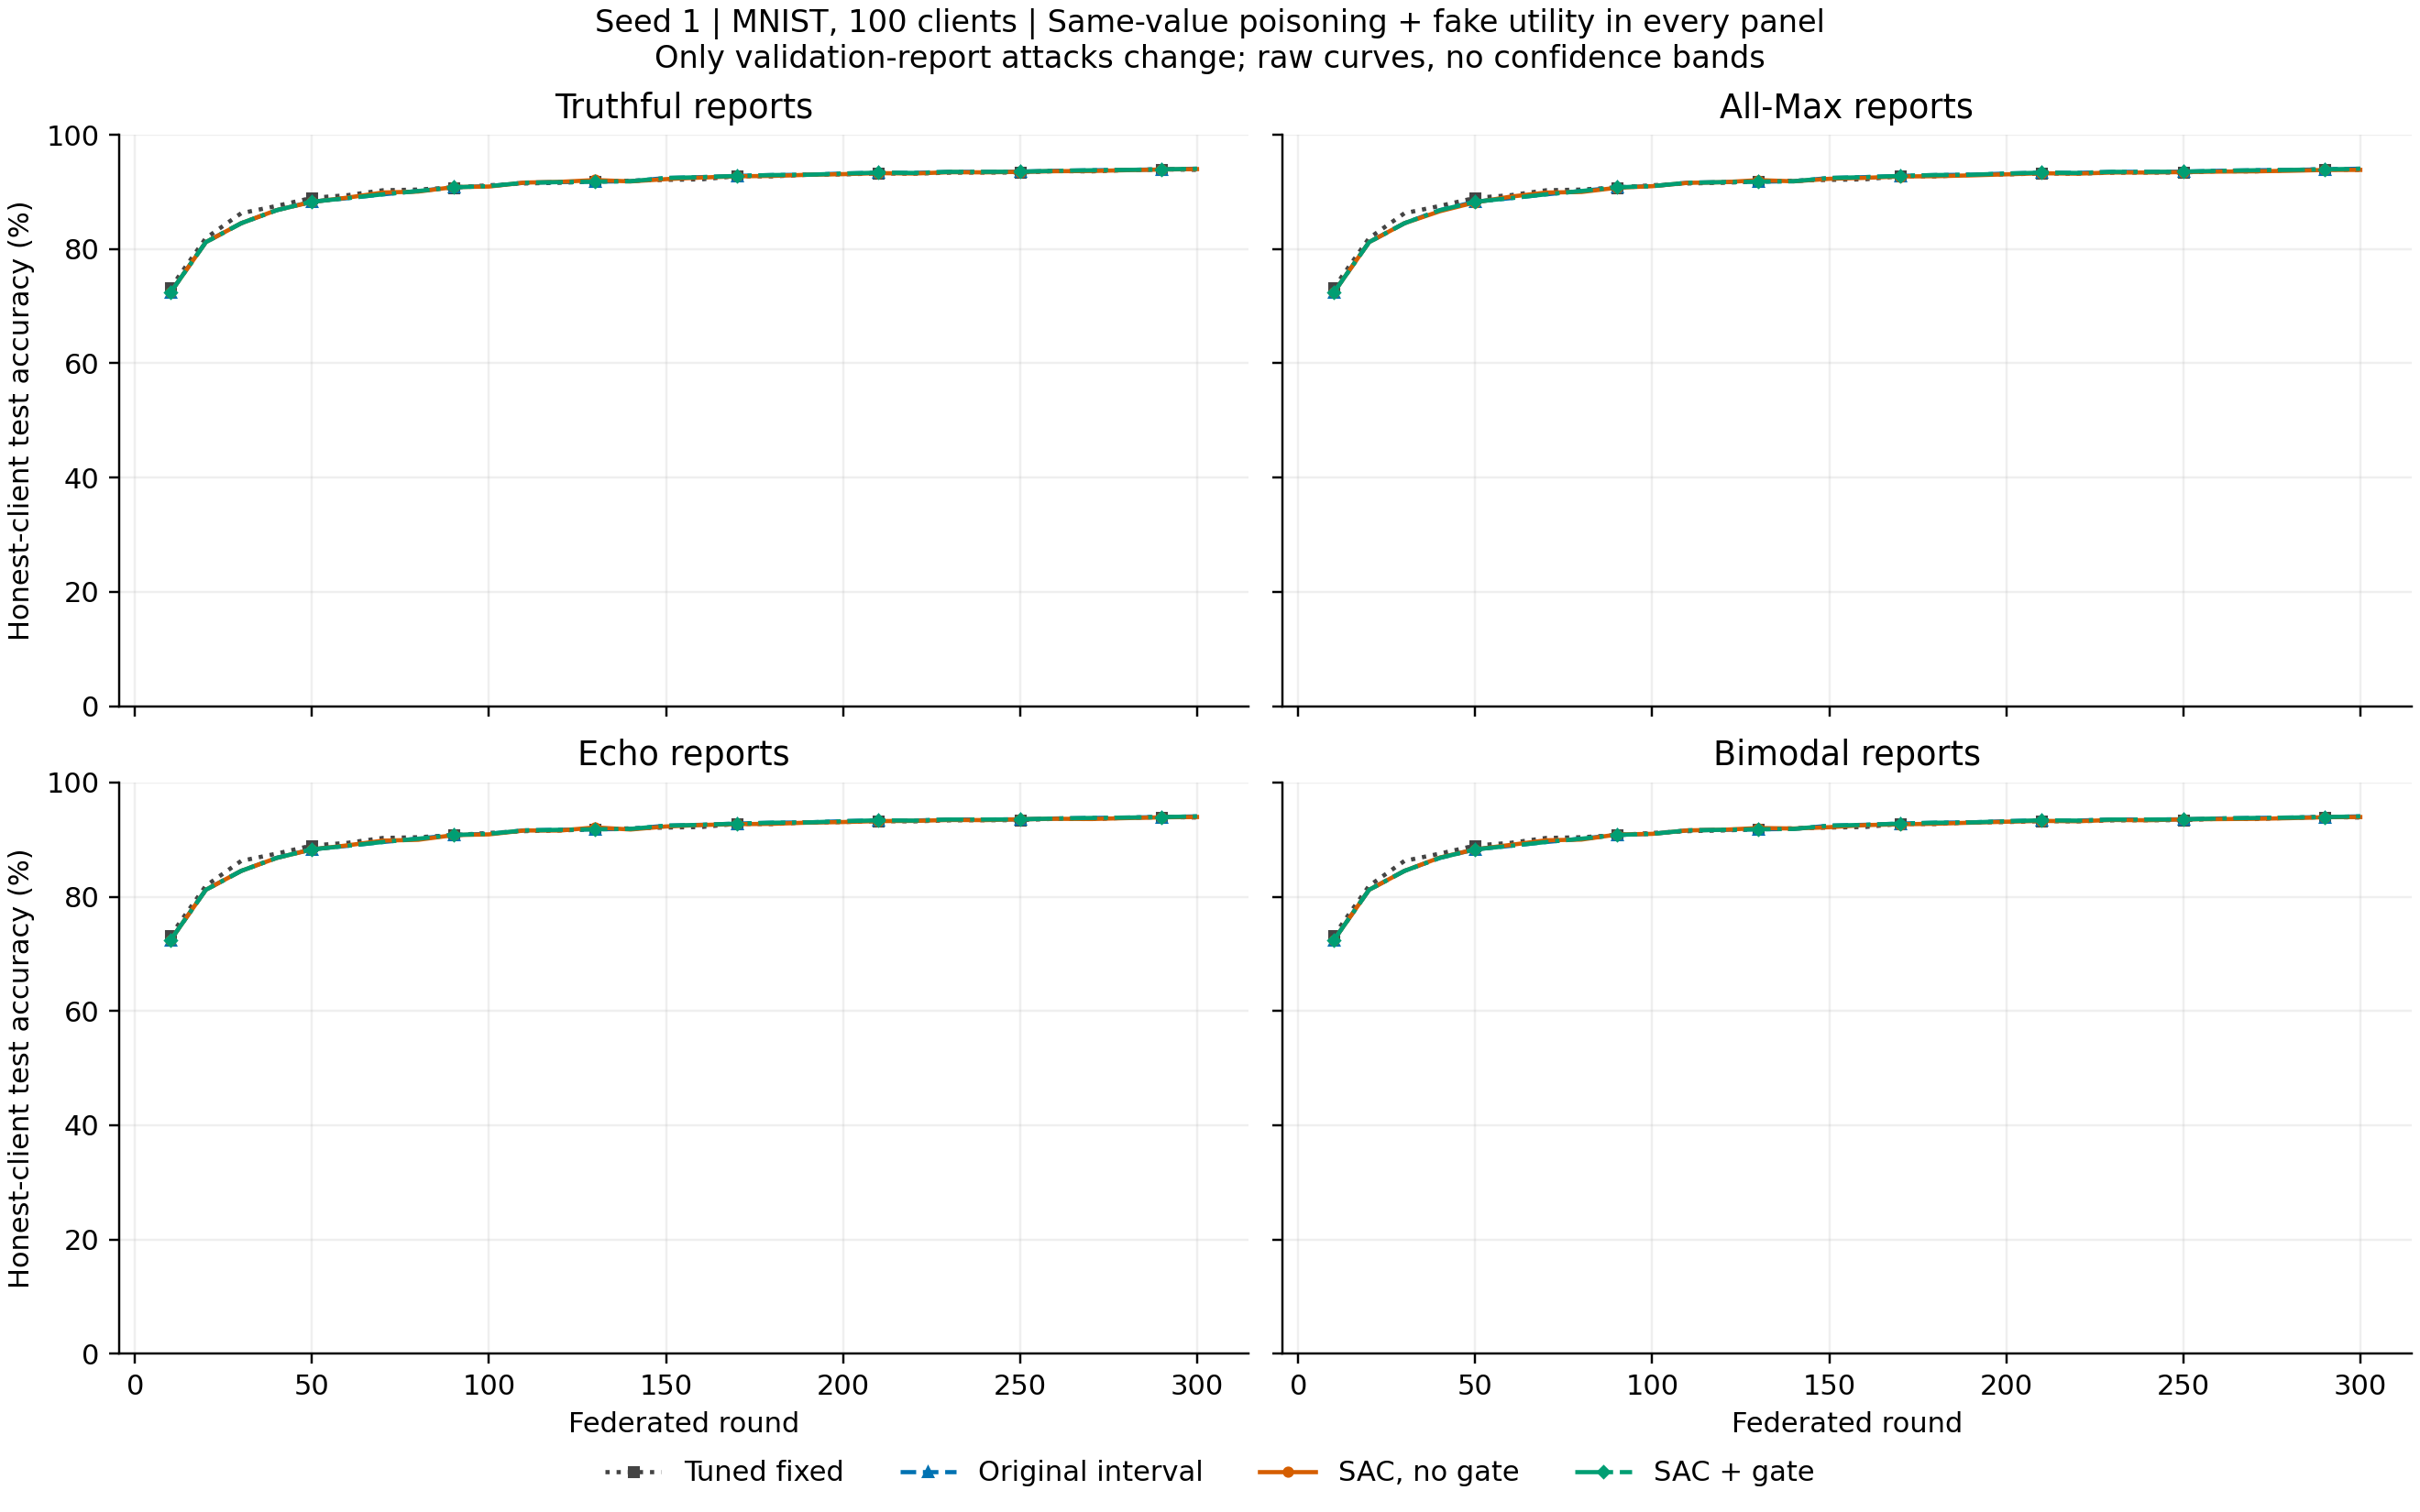 Seed 1 | MNIST, 100 clients | Same-value poisoning + fake utility in every panel
Only validation-report attacks change; raw curves, no confidence bands
Truthful reports
All-Max reports
Honest-client test accuracy (%)
100
80
60
40
20
0
Echo reports
Bimodal reports
Honest-client test accuracy (%)
100
80
60
40
20
0
0 50 100 150 200 250 300
0 50 100 150 200 250 300
Federated round
Federated round
Tuned fixed Original interval SAC, no gate SAC + gate